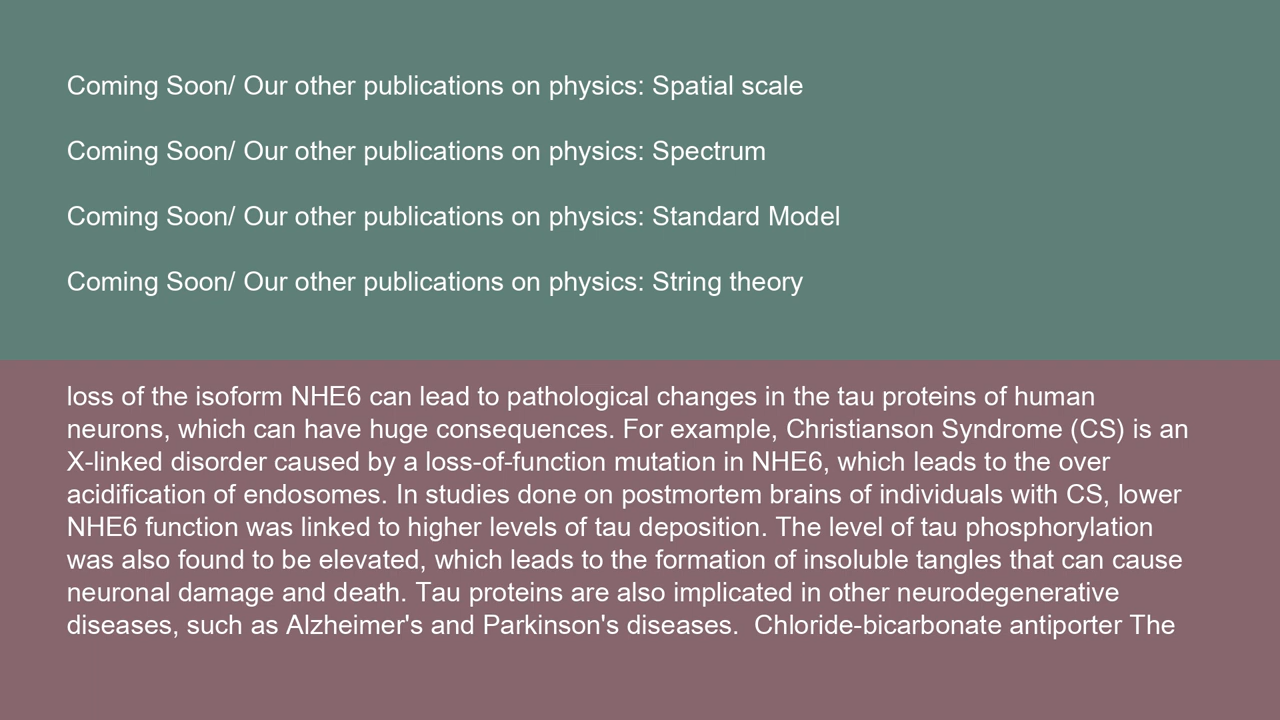 Coming Soon/ Our other publications on physics: Spatial scale
Coming Soon/ Our other publications on physics: Spectrum
Coming Soon/ Our other publications on physics: Standard Model
Coming Soon/ Our other publications on physics: String theory
loss of the isoform NHE6 can lead to pathological changes in the tau proteins of human
neurons, which can have huge consequences. For example, Christianson Syndrome (CS) is an
X-linked disorder caused by a loss-of-function mutation in NHE6, which leads to the over
acidification of endosomes. In studies done on postmortem brains of individuals with CS, lower
NHE6 function was linked to higher levels of tau deposition. The level of tau phosphorylation
was also found to be elevated, which leads to the formation of insoluble tangles that can cause
neuronal damage and death. Tau proteins are also implicated in other neurodegenerative
diseases, such as Alzheimer's and Parkinson's diseases.  Chloride-bicarbonate antiporter The